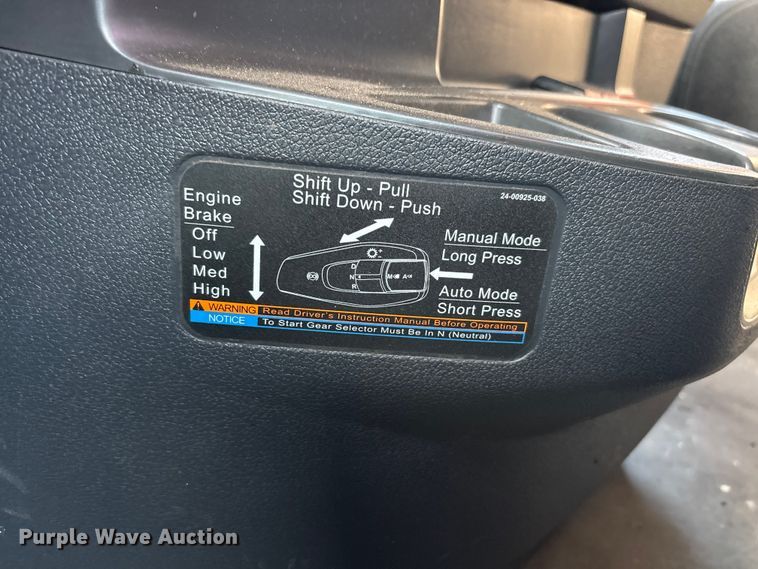 Shift Up - Pull
Shift Down - Push
24-00925-038
Engine
Brake
Off
Low
Med
High
D
N
R
M
A
Manual Mode
Long Press
Auto Mode
Short Press
WARNING Read Driver's Instruction Manual Before Operating
NOTICE To Start Gear Selector Must Be In N (Neutral)
Purple Wave Auction